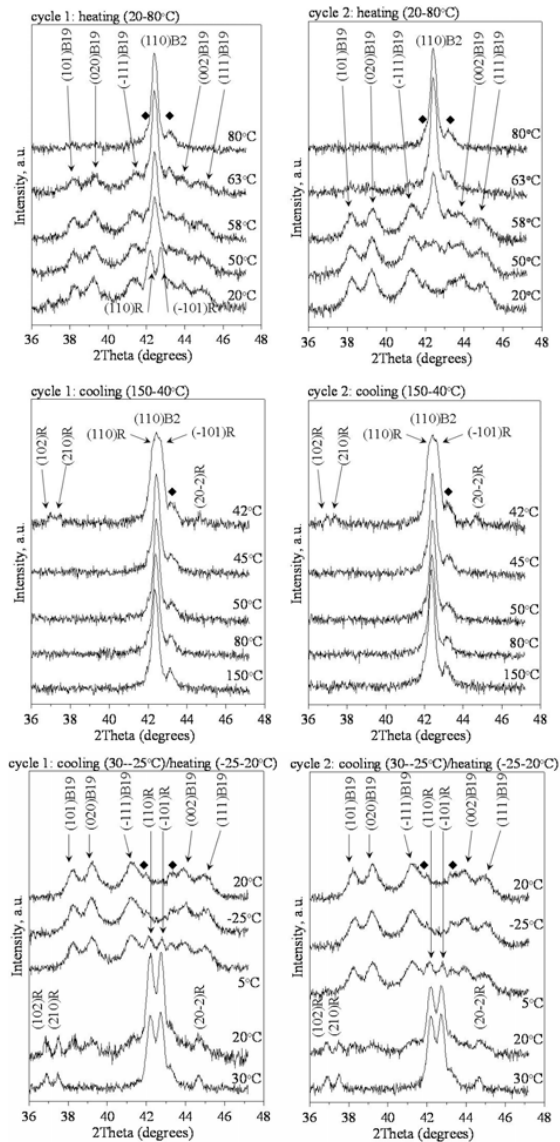 cycle 1: heating (20-80°C)
(101)B19
(020)B19
(-111)B19
(110)B2
(002)B19
(111)B19
80°C
63°C
58°C
50°C
20°C
(110)R
(-101)R
Intensity, a.u.
36 38 40 42 44 46 48
2Theta (degrees)
cycle 2: heating (20-80°C)
(101)B19
(020)B19
(-111)B19
(110)B2
(002)B19
(111)B19
80°C
63°C
58°C
50°C
20°C
Intensity, a.u.
36 38 40 42 44 46 48
2Theta (degrees)
cycle 1: cooling (150-40°C)
(102)R
(210)R
(110)B2
(110)R
(-101)R
(20-2)R
42°C
45°C
50°C
80°C
150°C
Intensity, a.u.
36 38 40 42 44 46 48
2Theta (degrees)
cycle 2: cooling (150-40°C)
(102)R
(210)R
(110)B2
(110)R
(-101)R
(20-2)R
42°C
45°C
50°C
80°C
150°C
Intensity, a.u.
36 38 40 42 44 46 48
2Theta (degrees)
cycle 1: cooling (30--25°C)/heating (-25-20°C)
(101)B19
(020)B19
(-111)B19
(110)R
(-101)R
(002)B19
(111)B19
20°C
-25°C
5°C
(102)R
(210)R
(20-2)R
20°C
30°C
Intensity, a.u.
36 38 40 42 44 46 48
2Theta (degrees)
cycle 2: cooling (30--25°C)/heating (-25-20°C)
(101)B19
(020)B19
(-111)B19
(110)R
(-101)R
(002)B19
(111)B19
20°C
-25°C
5°C
(102)R
(210)R
(20-2)R
20°C
30°C
Intensity, a.u.
36 38 40 42 44 46 48
2Theta (degrees)